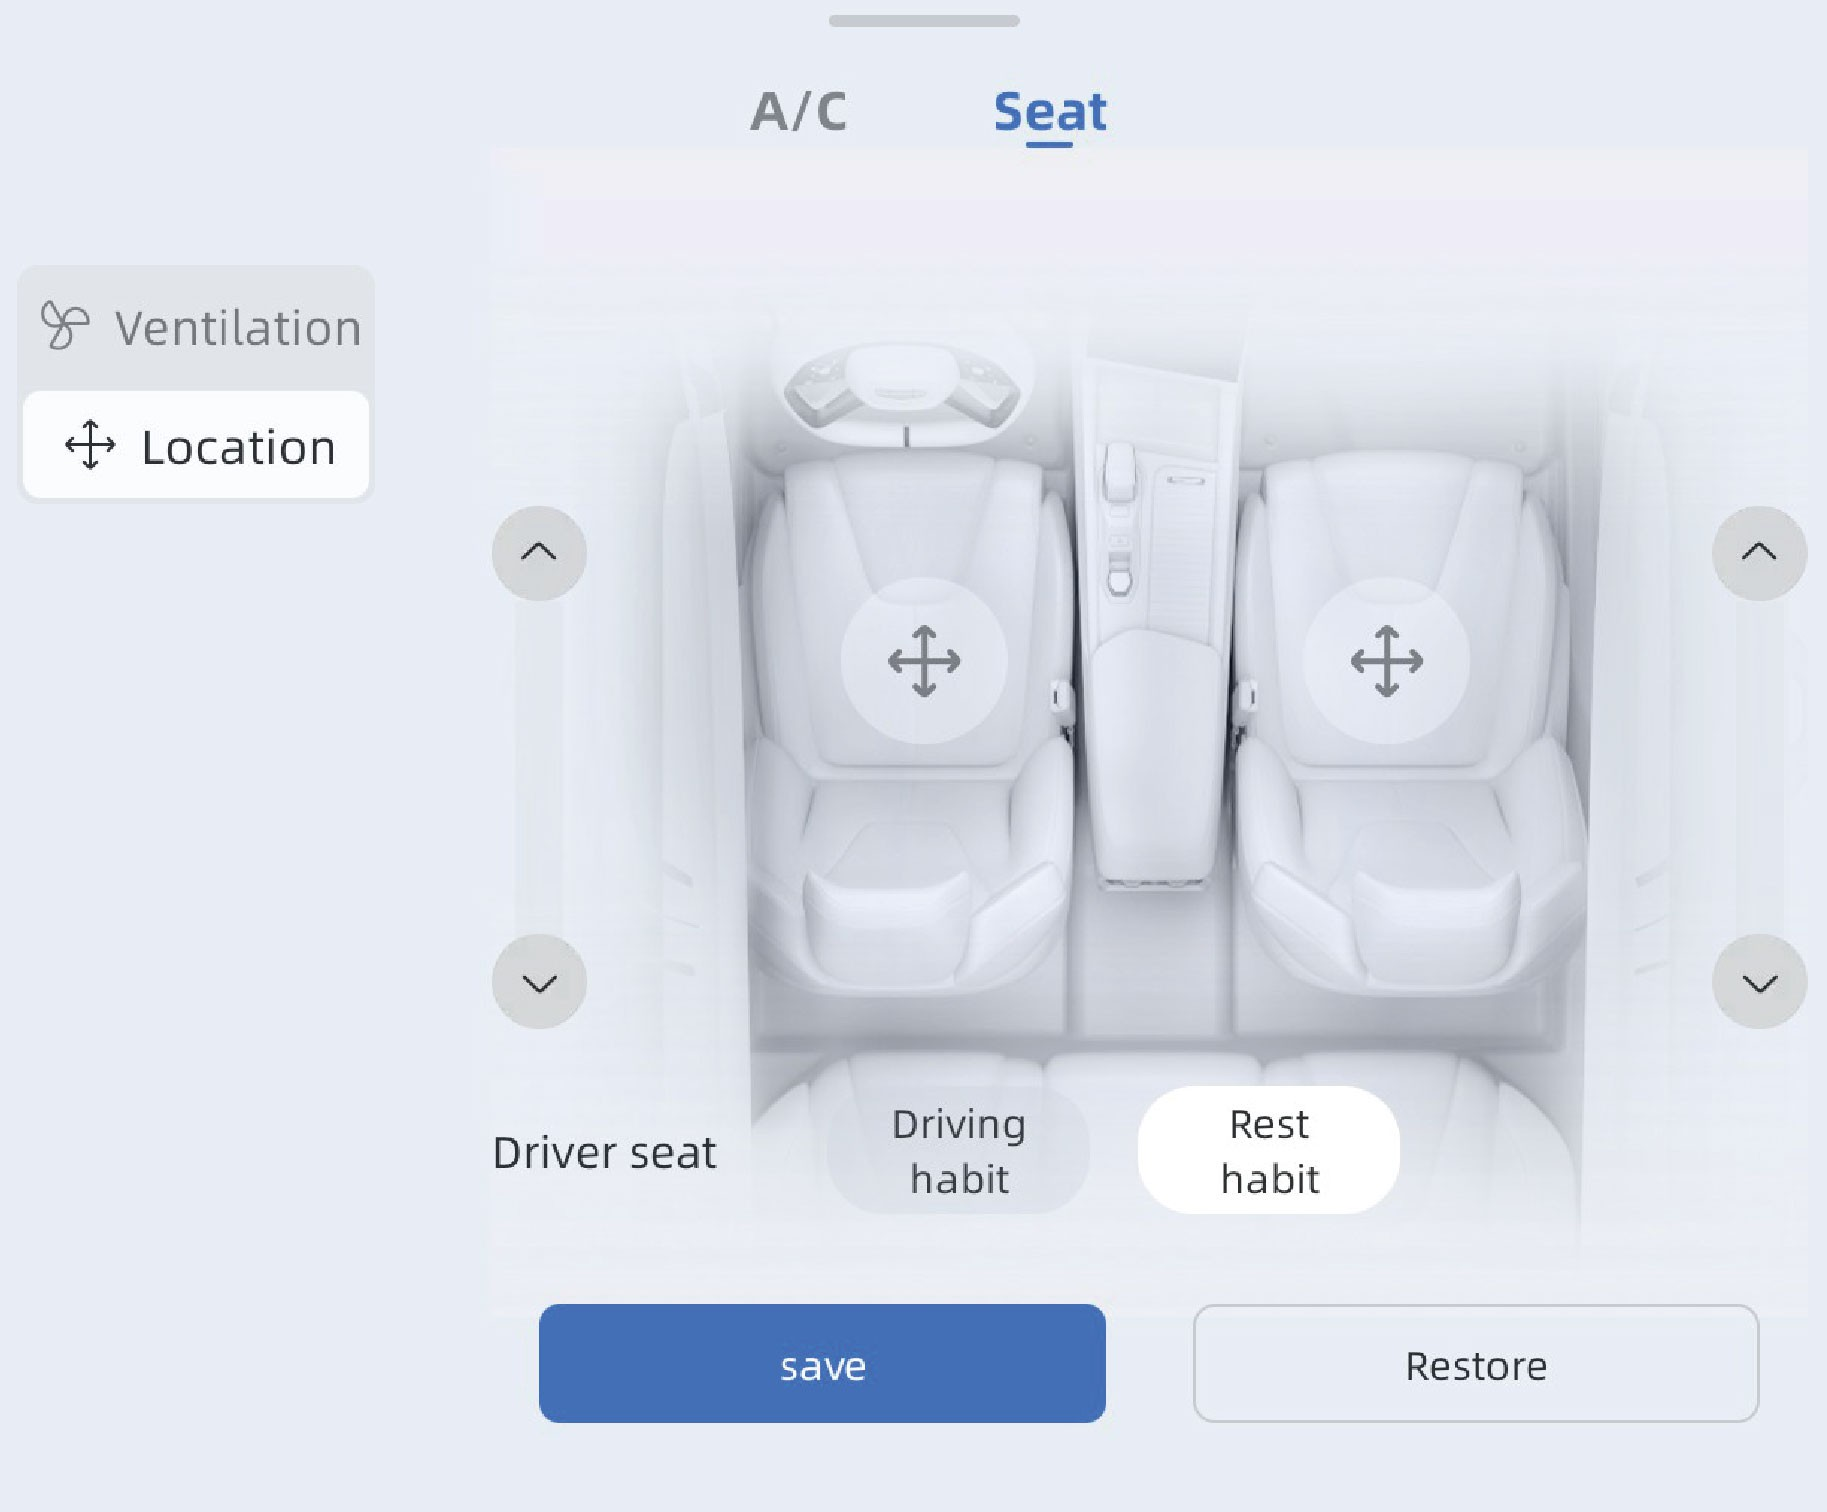 A/C
Seat
Ventilation
Location
Driver seat
Driving
habit
Rest
habit
save
Restore